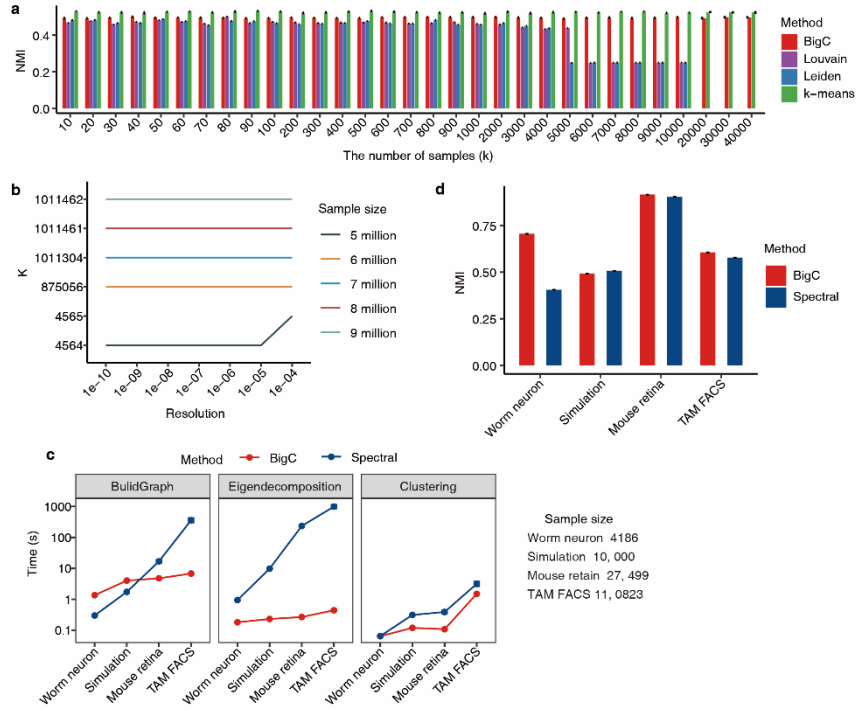 a
NMI
0.4
0.2
0.0
10 20 30 40 50 60 70 80 90 100 200 300 400 500 600 700 800 900 1000 2000 3000 4000 5000 6000 7000 8000 9000 10000 20000 30000 40000
The number of samples (k)
Method
BigC
Louvain
Leiden
k−means
b
K
1011462
1011461
1011304
875056
4565
4564
1e−10 1e−09 1e−08 1e−07 1e−06 1e−05 1e−04
Resolution
Sample size
5 million
6 million
7 million
8 million
9 million
d
NMI
0.75
0.50
0.25
0.00
Worm neuron Simulation Mouse retina TAM FACS
Method
BigC
Spectral
c
Method BigC Spectral
BulidGraph Eigendecomposition Clustering
Time (s)
1000
100
10
1
0.1
Worm neuron Simulation Mouse retina TAM FACS Worm neuron Simulation Mouse retina TAM FACS Worm neuron Simulation Mouse retina TAM FACS
Sample size
Worm neuron 4186
Simulation 10, 000
Mouse retain 27, 499
TAM FACS 11, 0823